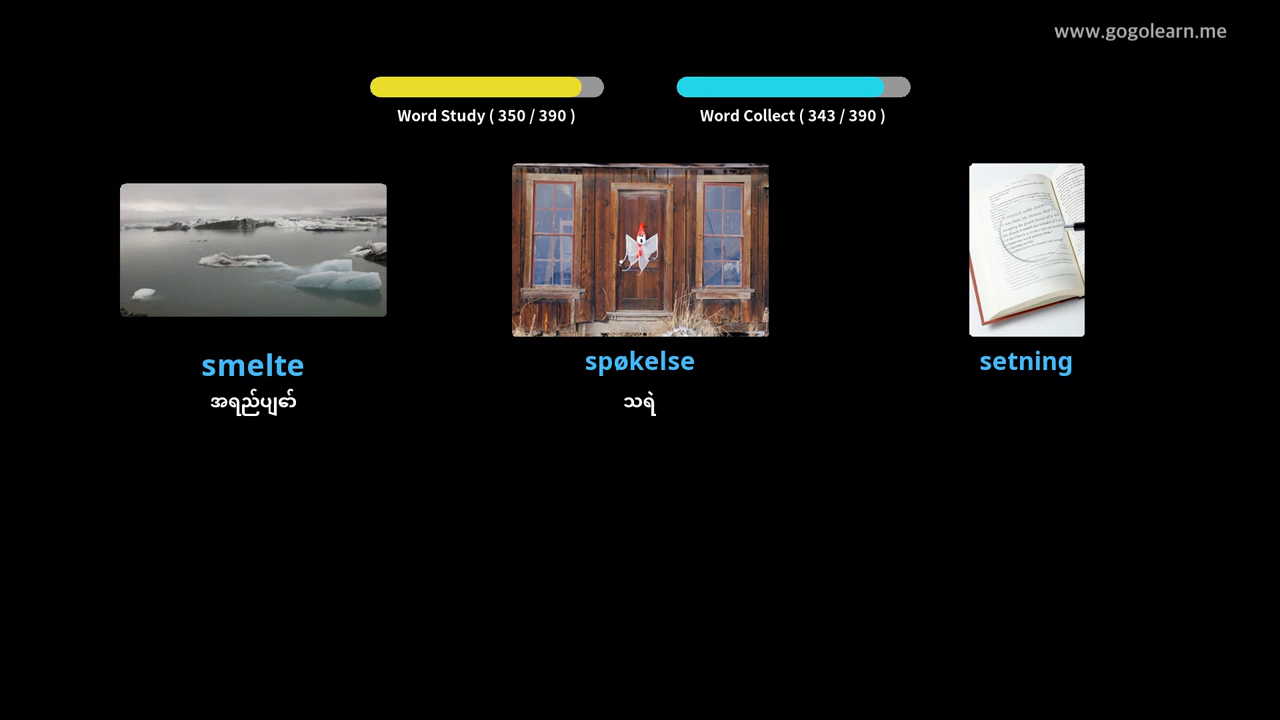 www.gogolearn.me
Word Study ( 350 / 390 )
Word Collect ( 343 / 390 )
smelte
spøkelse
setning
အရည်ပျော်
သရဲ